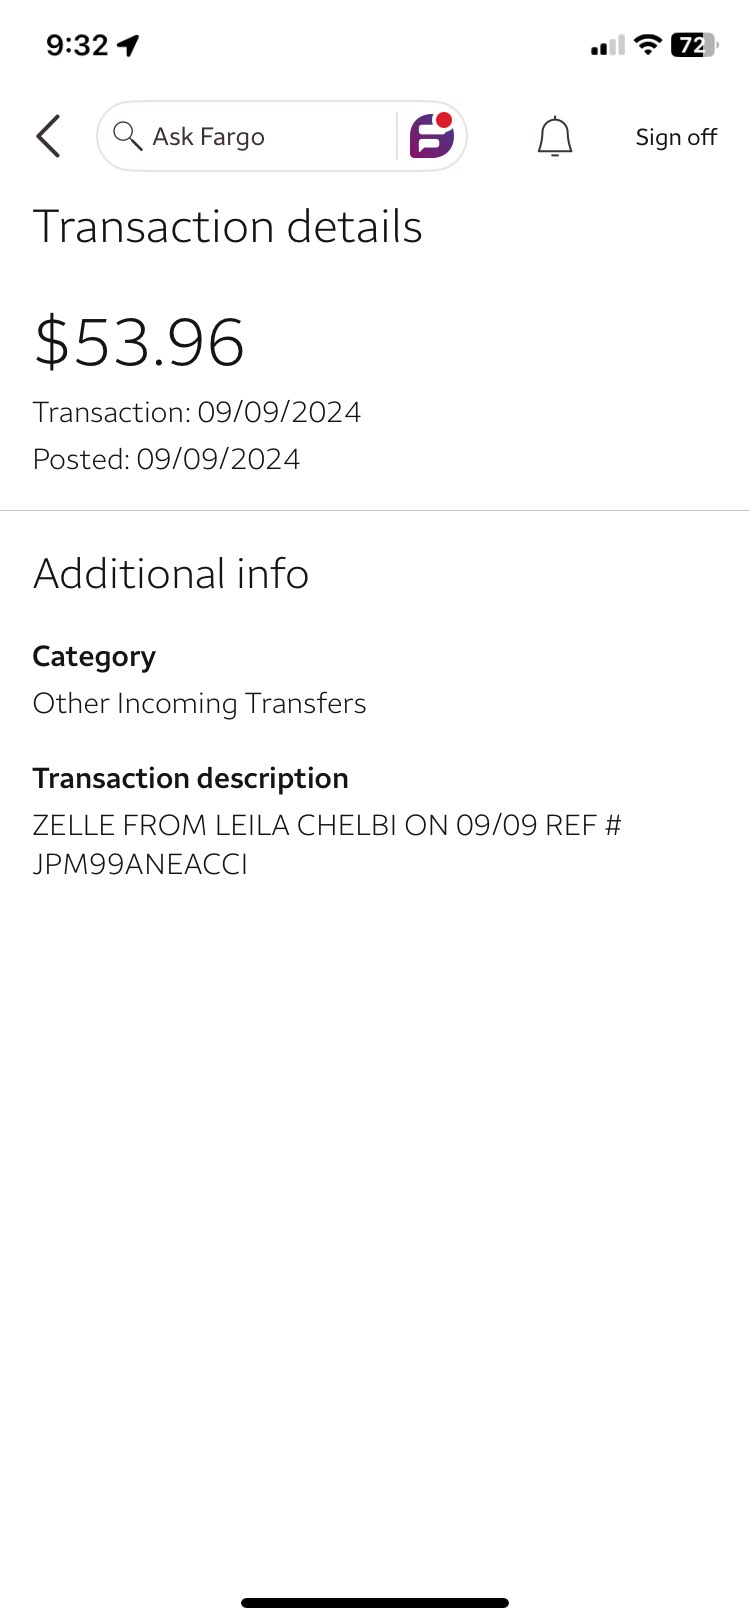 9:32
72
Ask Fargo
Sign off
Transaction details
$53.96
Transaction: 09/09/2024
Posted: 09/09/2024
Additional info
Category
Other Incoming Transfers
Transaction description
ZELLE FROM LEILA CHELBI ON 09/09 REF #
JPM99ANEACCI